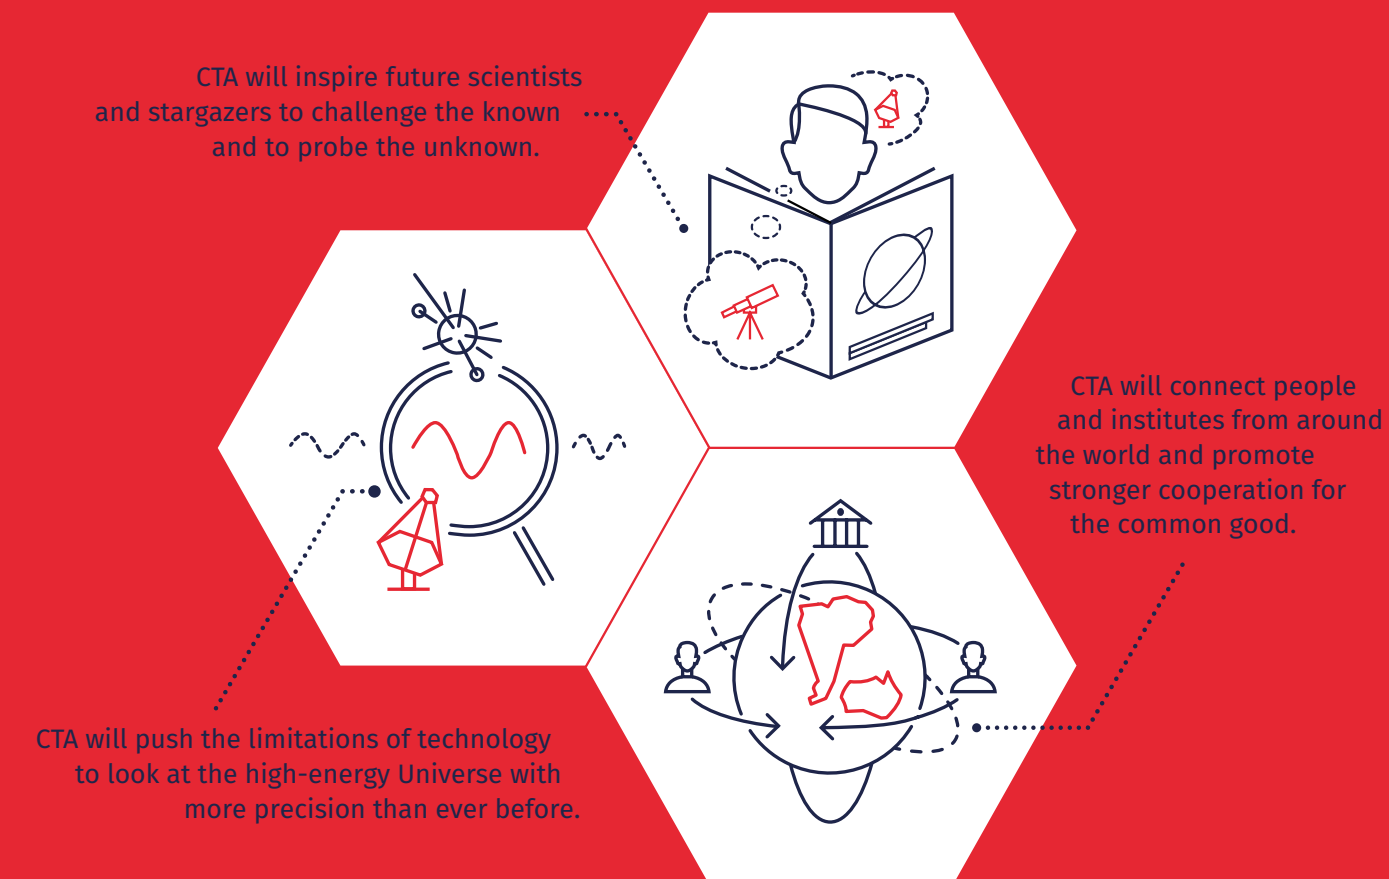 CTA will inspire future scientists
and stargazers to challenge the known
and to probe the unknown.
CTA will connect people
and institutes from around
the world and promote
stronger cooperation for
the common good.
CTA will push the limitations of technology
to look at the high-energy Universe with
more precision than ever before.